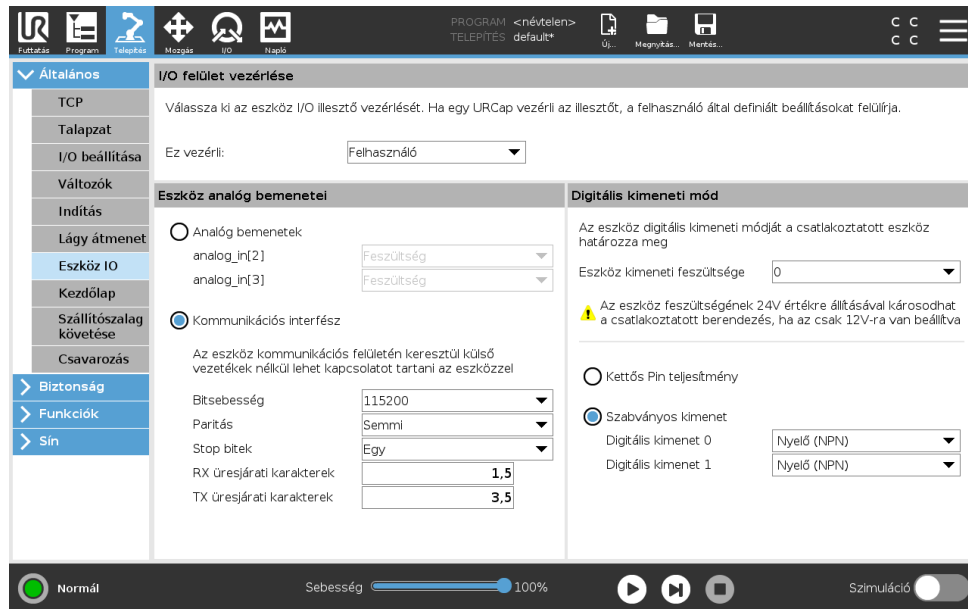 UR
PROGRAM <névtelen>
TELEPÍTÉS default*
Futtatás Program Telepítés Mozgás I/O Napló
Új... Megnyitás... Mentés...
C C
C C
Általános
TCP
Talapzat
I/O beállítása
Változók
Indítás
Lágy átmenet
Eszköz IO
Kezdőlap
Szállítószalag
követése
Csavarozás
Biztonság
Funkciók
Sín
I/O felület vezérlése
Válassza ki az eszköz I/O illesztő vezérlését. Ha egy URCap vezérli az illesztőt, a felhasználó által definiált beállításokat felülírja.
Ez vezérli: Felhasználó
Eszköz analóg bemenetei
Analóg bemenetek
analog_in[2] Feszültség
analog_in[3] Feszültség
Kommunikációs interfész
Az eszköz kommunikációs felületén keresztül külső
vezetékek nélkül lehet kapcsolatot tartani az eszközzel
Bitsebesség 115200
Paritás Semmi
Stop bitek Egy
RX üresjárati karakterek 1,5
TX üresjárati karakterek 3,5
Digitális kimeneti mód
Az eszköz digitális kimeneti módját a csatlakoztatott eszköz
határozza meg
Eszköz kimeneti feszültsége 0
Az eszköz feszültségének 24V értékre állításával károsodhat
a csatlakoztatott berendezés, ha az csak 12V-ra van beállítva
Kettős Pin teljesítmény
Szabványos kimenet
Digitális kimenet 0 Nyelő (NPN)
Digitális kimenet 1 Nyelő (NPN)
Normál
Sebesség 100%
Szimuláció